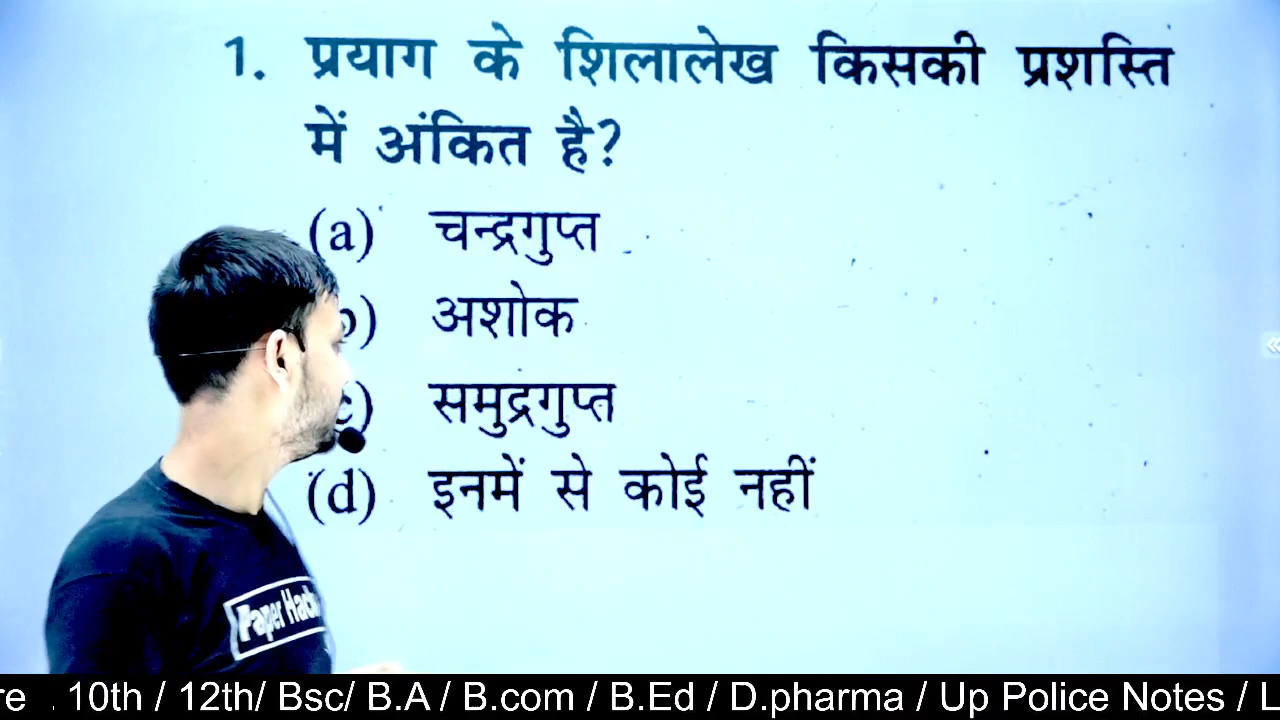 1. प्रयाग के शिलालेख किसकी प्रशस्ति
में अंकित है?
(a) चन्द्रगुप्त
अशोक
समुद्रगुप्त
(d) इनमें से कोई नहीं
Paper
10th / 12th/ Bsc/ B.A / B.com / B.Ed / D.pharma / Up Police Notes /